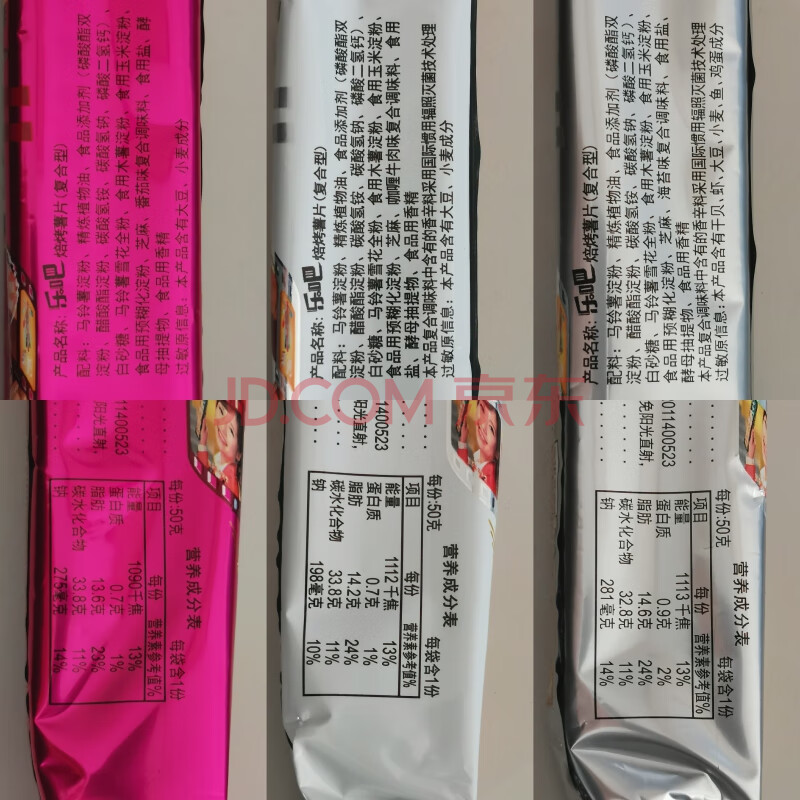 产品名称：乐吧 焙烤薯片(复合型)
配料：马铃薯淀粉、精炼植物油、食品添加剂（磷酸酯双
淀粉、醋酸酯淀粉、碳酸氢铵、碳酸氢钠、磷酸二氢钙）、
白砂糖、马铃薯雪花全粉、食用木薯淀粉、食用玉米淀粉、
食品用预糊化淀粉、芝麻、番茄味复合调味料、食用盐、酵
母抽提物、食品用香精
过敏原信息：本产品含有大豆、小麦成分
产品名称：乐吧 焙烤薯片(复合型)
配料：马铃薯淀粉、精炼植物油、食品添加剂（磷酸酯双
淀粉、醋酸酯淀粉、碳酸氢铵、碳酸氢钠、磷酸二氢钙）、
白砂糖、马铃薯雪花全粉、食用木薯淀粉、食用玉米淀粉、
食品用预糊化淀粉、芝麻、咖喱牛肉味复合调味料、食用
盐、酵母抽提物、食品用香精
本产品复合调味料中含有的香辛料采用国际惯用辐照灭菌技术处理
过敏原信息：本产品含有大豆、小麦成分
产品名称：乐吧 焙烤薯片(复合型)
配料：马铃薯淀粉、精炼植物油、食品添加剂（磷酸酯双
淀粉、醋酸酯淀粉、碳酸氢铵、碳酸氢钠、磷酸二氢钙）、
白砂糖、马铃薯雪花全粉、食用木薯淀粉、食用玉米淀粉、
食品用预糊化淀粉、芝麻、海苔味复合调味料、食用盐、
酵母抽提物、食品用香精
本产品复合调味料中含有的香辛料采用国际惯用辐照灭菌技术处理
过敏原信息：本产品含有干贝、虾、大豆、小麦、鱼、鸡蛋成分
JD.COM 京东
11400523
阳光直射，
营养成分表
每份:50克 每袋含1份
项目 每份 营养素参考值%
能量 1090千焦 13%
蛋白质 0.7克 1%
脂肪 13.6克 23%
碳水化合物 33.8克 11%
钠 275毫克 14%
1400523
阳光直射，
营养成分表
每份:50克 每袋含1份
项目 每份 营养素参考值%
能量 1112千焦 13%
蛋白质 0.7克 1%
脂肪 14.2克 24%
碳水化合物 33.8克 11%
钠 198毫克 10%
011400523
免阳光直射，
营养成分表
每份:50克 每袋含1份
项目 每份 营养素参考值%
能量 1113千焦 13%
蛋白质 0.9克 2%
脂肪 14.6克 24%
碳水化合物 32.8克 11%
钠 281毫克 14%